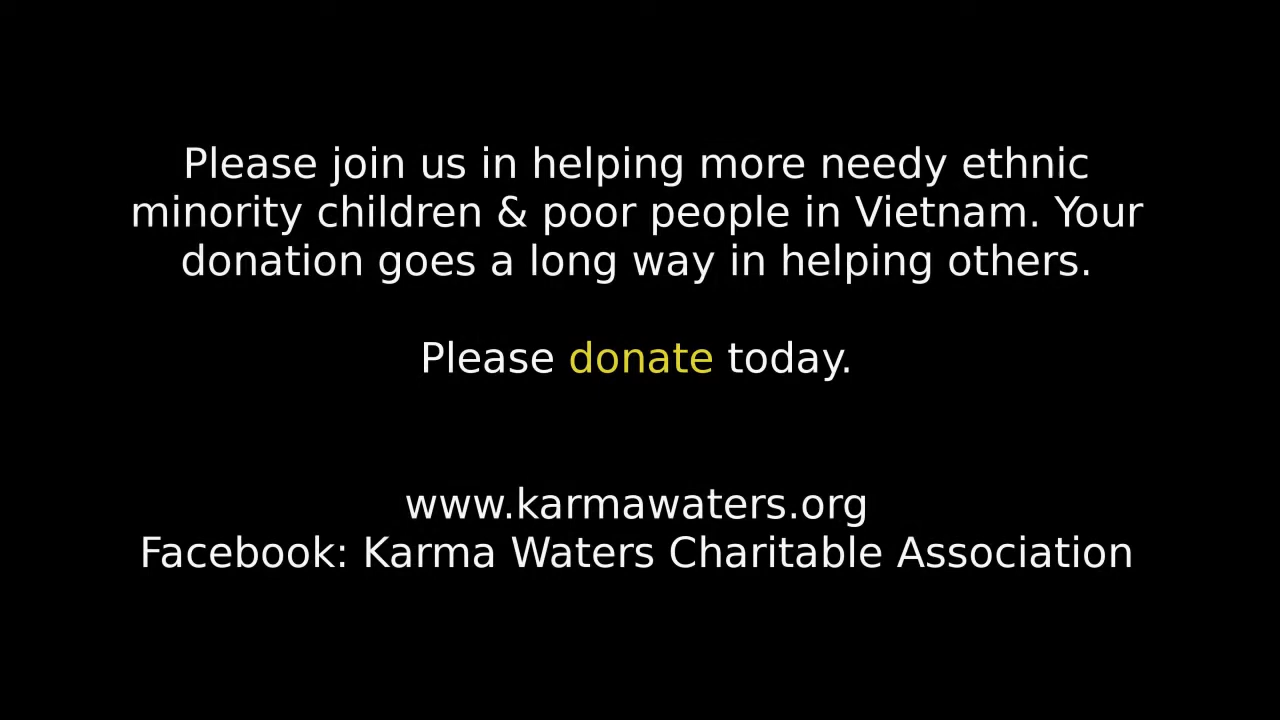 Please join us in helping more needy ethnic
minority children & poor people in Vietnam. Your
donation goes a long way in helping others.
Please donate today.
www.karmawaters.org
Facebook: Karma Waters Charitable Association